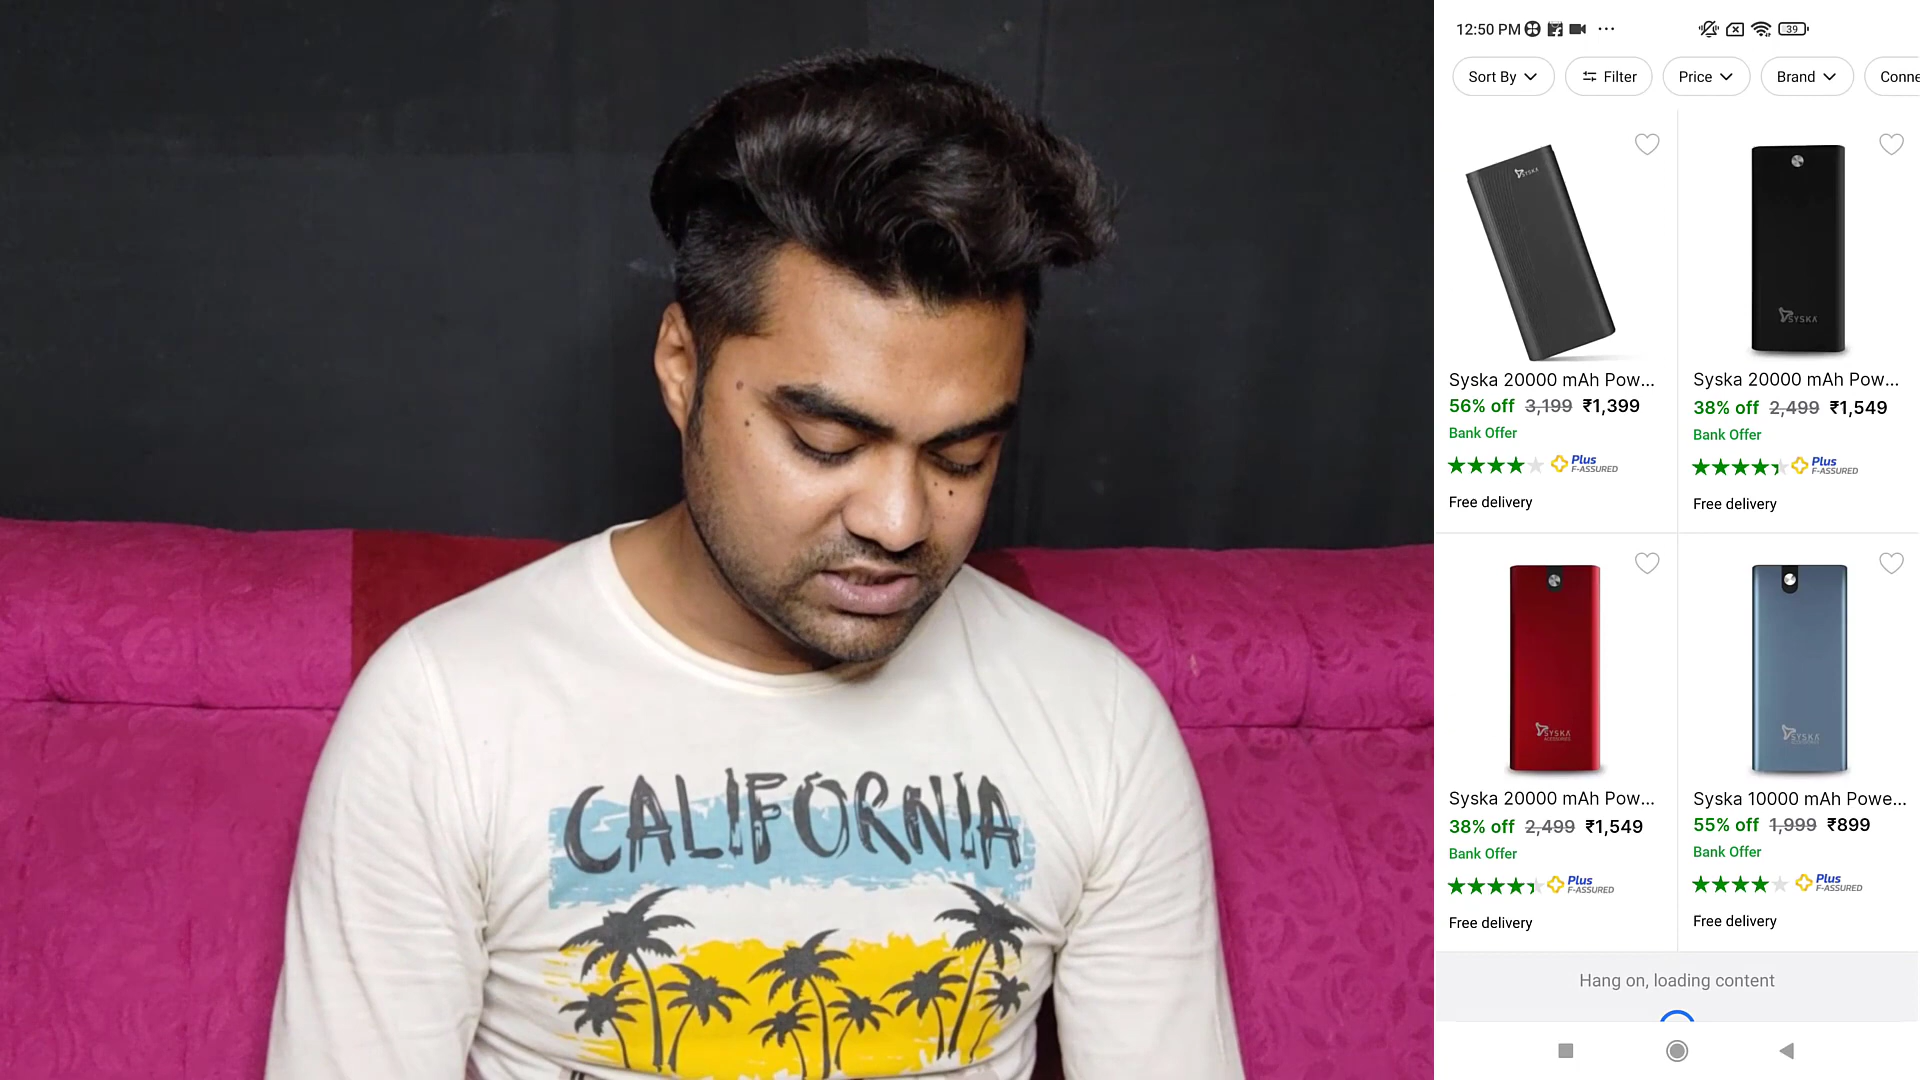 CALIFORNIA
12:50 PM
39
Sort By
Filter
Price
Brand
Conne
SYSKA
SYSKA
Syska 20000 mAh Pow...
56% off 3,199 ₹1,399
Bank Offer
Plus
F-ASSURED
Free delivery
Syska 20000 mAh Pow...
38% off 2,499 ₹1,549
Bank Offer
Plus
F-ASSURED
Free delivery
SYSKA
ACCESSORIES
SYSKA
ACCESSORIES
Syska 20000 mAh Pow...
38% off 2,499 ₹1,549
Bank Offer
Plus
F-ASSURED
Free delivery
Syska 10000 mAh Powe...
55% off 1,999 ₹899
Bank Offer
Plus
F-ASSURED
Free delivery
Hang on, loading content